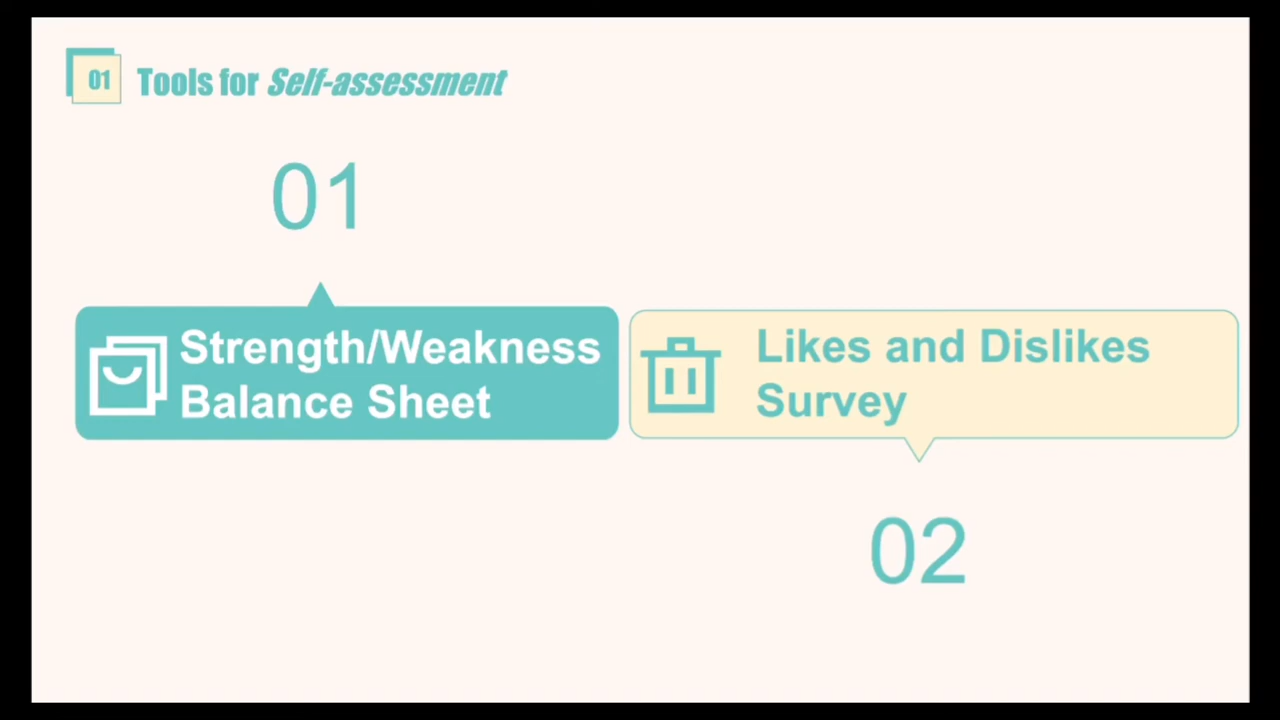 01
Tools for Self-assessment
01
Strength/Weakness
Balance Sheet
Likes and Dislikes
Survey
02